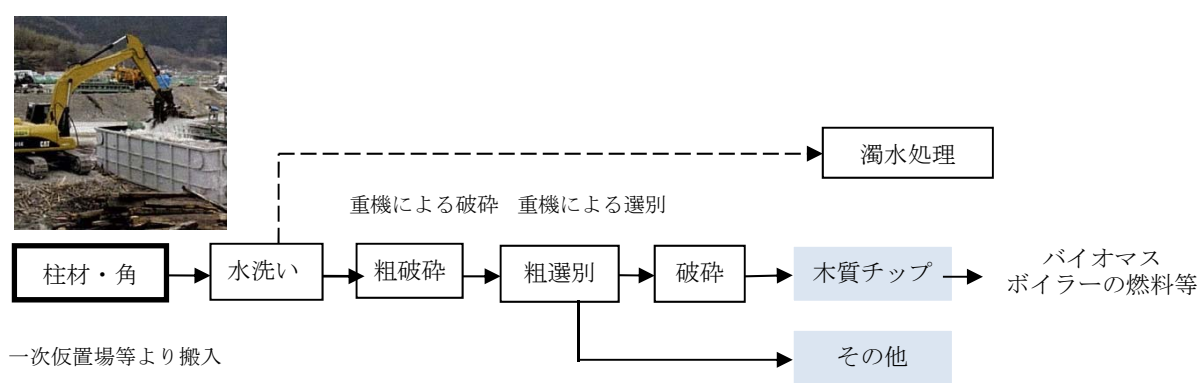 濁水処理
重機による破砕 重機による選別
柱材・角
水洗い
粗破砕
粗選別
破砕
木質チップ
バイオマス
ボイラーの燃料等
一次仮置場等より搬入
その他
CAT